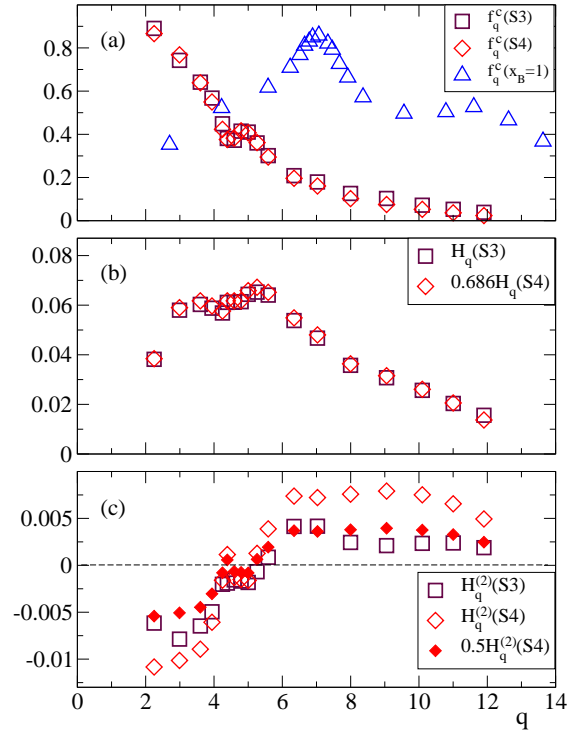 (a)
f_q^c(S3)
f_q^c(S4)
f_q^c(x_B=1)
0.8
0.6
0.4
0.2
0
(b)
H_q(S3)
0.686H_q(S4)
0.08
0.06
0.04
0.02
0
(c)
0.005
0
-0.005
-0.01
H_q^(2)(S3)
H_q^(2)(S4)
0.5H_q^(2)(S4)
0 2 4 6 8 10 12 14
q